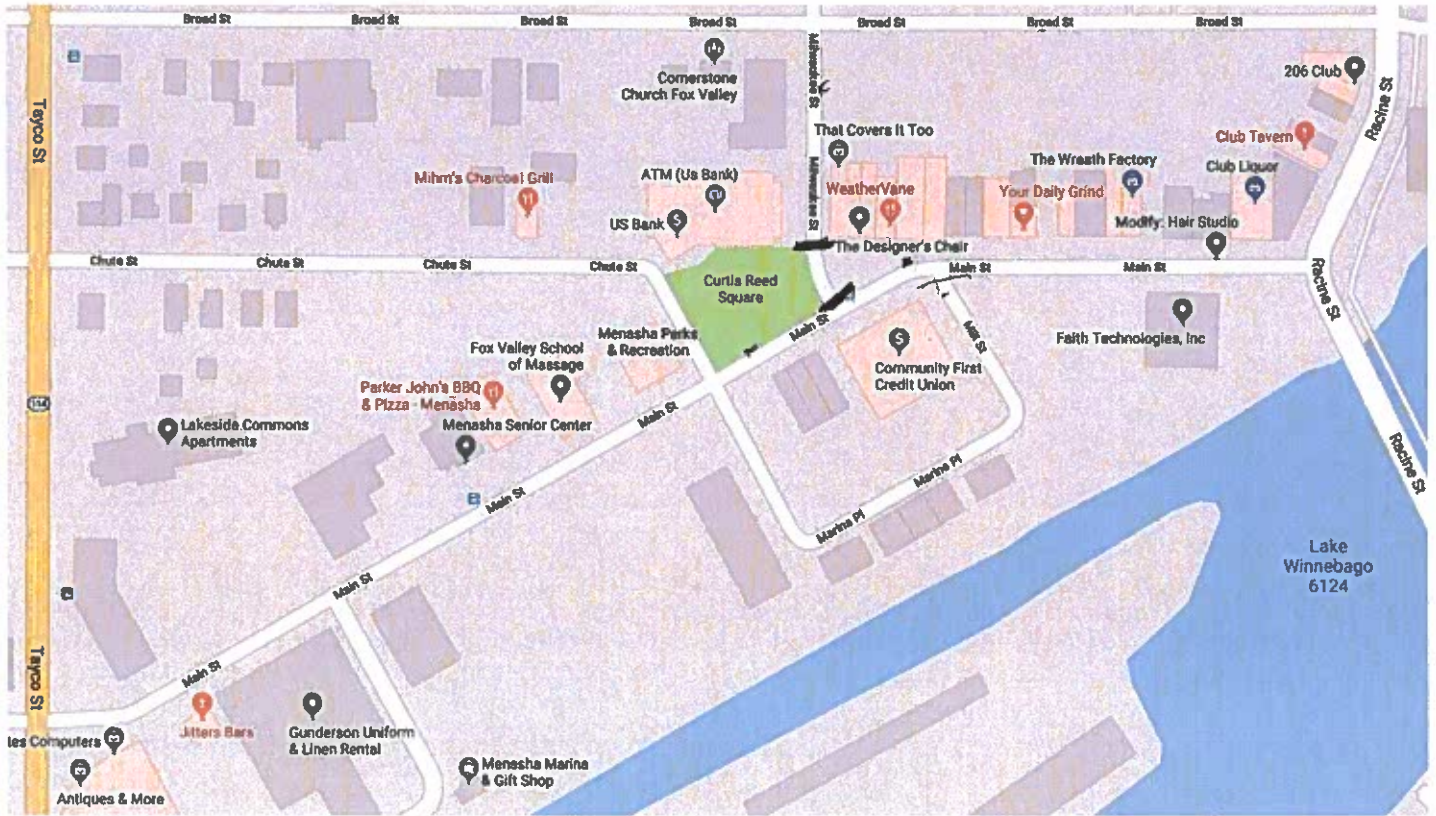 Broad St
Broad St
Broad St
Broad St
Broad St
Broad St
Broad St
Milwaukee St
Cornerstone
Church Fox Valley
206 Club
Racine St
Tayco St
That Covers It Too
Club Tavern
The Wreath Factory
Club Liquor
ATM (Us Bank)
Mihm's Charcoal Grill
Milwaukee St
WeatherVane
Your Daily Grind
US Bank
Modify: Hair Studio
The Designer's Chair
Chute St
Chute St
Chute St
Chute St
Main St
Main St
Racine St
Curtis Reed
Square
Main St
Mill St
Faith Technologies, Inc
Menasha Parks
& Recreation
Fox Valley School
of Massage
Community First
Credit Union
Parker John's BBQ
& Pizza - Menasha
114
Main St
Lakeside Commons
Apartments
Menasha Senior Center
Racine St
Marina Pl
Main St
Marina Pl
Lake
Winnebago
6124
Main St
Tayco St
Main St
Jitters Bars
Gunderson Uniform
& Linen Rental
tes Computers
Menasha Marina
& Gift Shop
Antiques & More